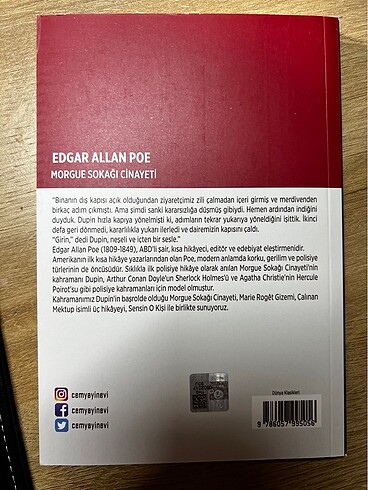 EDGAR ALLAN POE
MORGUE SOKAĞI CİNAYETİ
"Binanın dış kapısı açık olduğundan ziyaretçimiz zili çalmadan içeri girmiş ve merdivenden
birkaç adım çıkmıştı. Ama şimdi sanki kararsızlığa düşmüş gibiydi. Hemen ardından indiğini
duyduk. Dupin hızla kapıya yönelmişti ki, adımların tekrar yukarıya yöneldiğini işittik. İkinci
defa geri dönmedi, kararlılıkla yukarı ilerledi ve dairemizin kapısını çaldı.
"Girin," dedi Dupin, neşeli ve içten bir sesle."
Edgar Allan Poe (1809-1849), ABD'li şair, kısa hikâyeci, editör ve edebiyat eleştirmenidir.
Amerikanın ilk kısa hikâye yazarlarından olan Poe, modern anlamda korku, gerilim ve polisiye
türlerinin de öncüsüdür. Sıklıkla ilk polisiye hikâye olarak anılan Morgue Sokağı Cinayeti'nin
kahramanı Dupin, Arthur Conan Doyle'un Sherlock Holmes'u ve Agatha Christie'nin Hercule
Poirot'su gibi polisiye kahramanları için model olmuştur.
Kahramanımız Dupin'in başrolde olduğu Morgue Sokağı Cinayeti, Marie Rogêt Gizemi, Çalınan
Mektup isimli üç hikâyeyi, Sensin O Kişi ile birlikte sunuyoruz.
cemyayinevi
cemyayinevi
cemyayinevi
Dünya Klasikleri
9 786057 995056